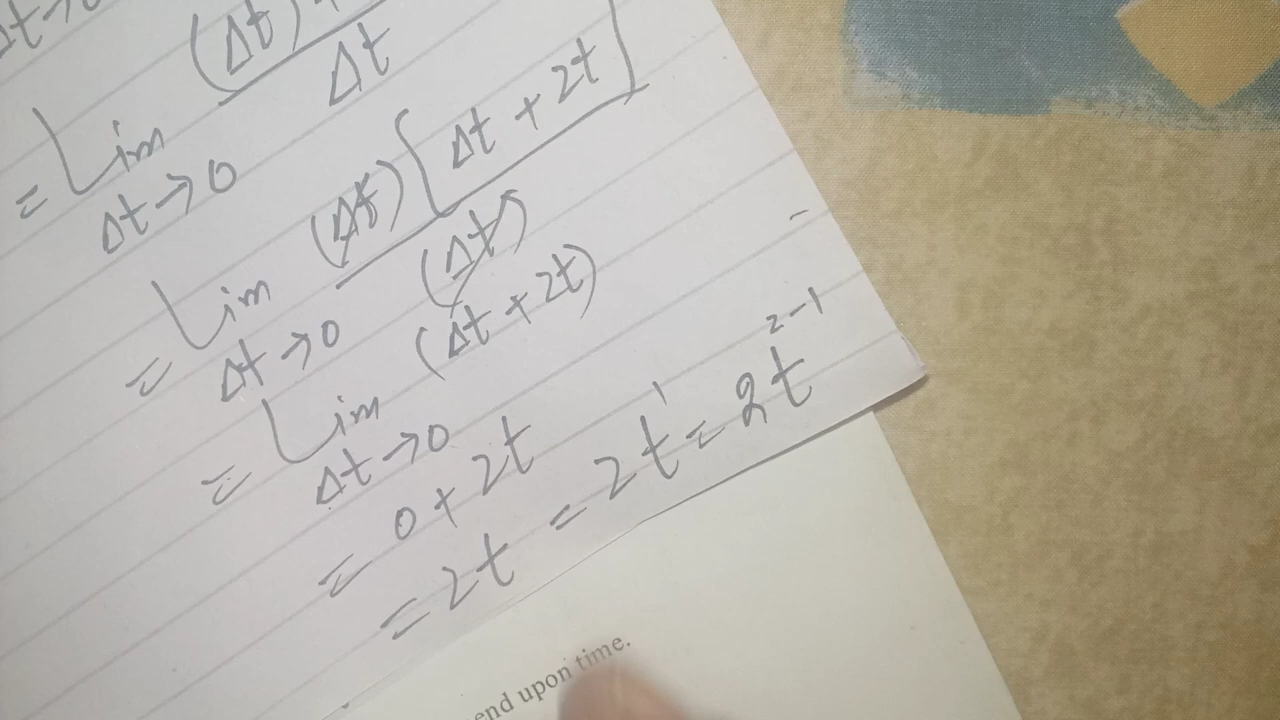 Δt→0
(Δt)
Δt
= Lim
Δt→0
= Lim (Δt)[Δt + 2t]
Δt→0 (Δt)
= Lim (Δt + 2t)
Δt→0
= 0 + 2t
= 2t = 2t¹ = 2t²⁻¹
end upon time.